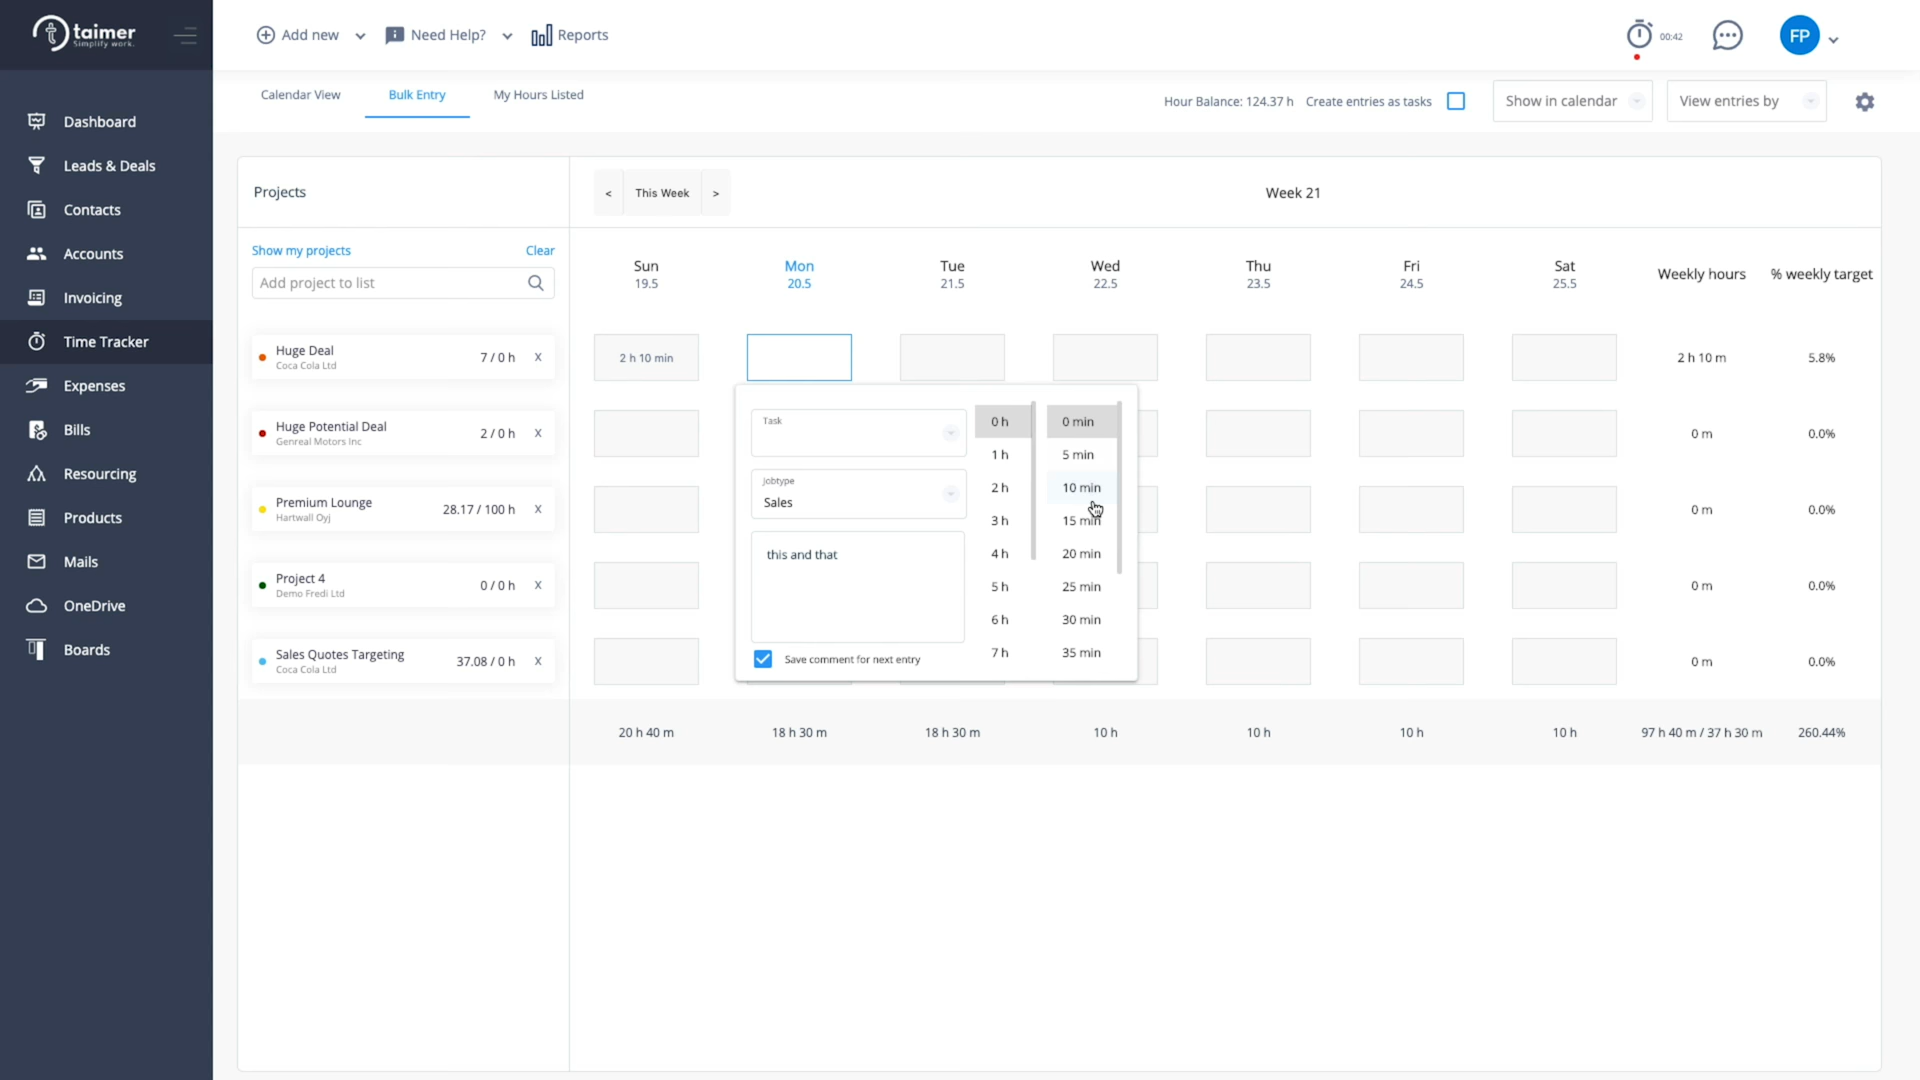 taimer
Simplify work.
Add new
Need Help?
Reports
00:42
FP
Dashboard
Leads & Deals
Contacts
Accounts
Invoicing
Time Tracker
Expenses
Bills
Resourcing
Products
Mails
OneDrive
Boards
Calendar View
Bulk Entry
My Hours Listed
Hour Balance: 124.37 h
Create entries as tasks
Show in calendar
View entries by
Projects
< This Week >
Week 21
Show my projects
Clear
Add project to list
Sun
19.5
Mon
20.5
Tue
21.5
Wed
22.5
Thu
23.5
Fri
24.5
Sat
25.5
Weekly hours
% weekly target
Huge Deal
Coca Cola Ltd
7 / 0 h X
2 h 10 min
2 h 10 m
5.8%
Huge Potential Deal
Genreal Motors Inc
2 / 0 h X
0 m
0.0%
Premium Lounge
Hartwall Oyj
28.17 / 100 h X
0 m
0.0%
Project 4
Demo Fredi Ltd
0 / 0 h X
0 m
0.0%
Sales Quotes Targeting
Coca Cola Ltd
37.08 / 0 h X
0 m
0.0%
Task
Jobtype
Sales
this and that
Save comment for next entry
0 h
1 h
2 h
3 h
4 h
5 h
6 h
7 h
0 min
5 min
10 min
15 min
20 min
25 min
30 min
35 min
20 h 40 m
18 h 30 m
18 h 30 m
10 h
10 h
10 h
10 h
97 h 40 m / 37 h 30 m
260.44%